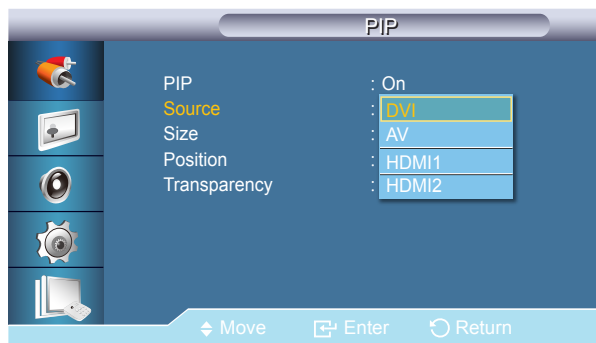 PIP
PIP : On
Source : DVI
Size : AV
Position : HDMI1
Transparency : HDMI2
Move Enter Return